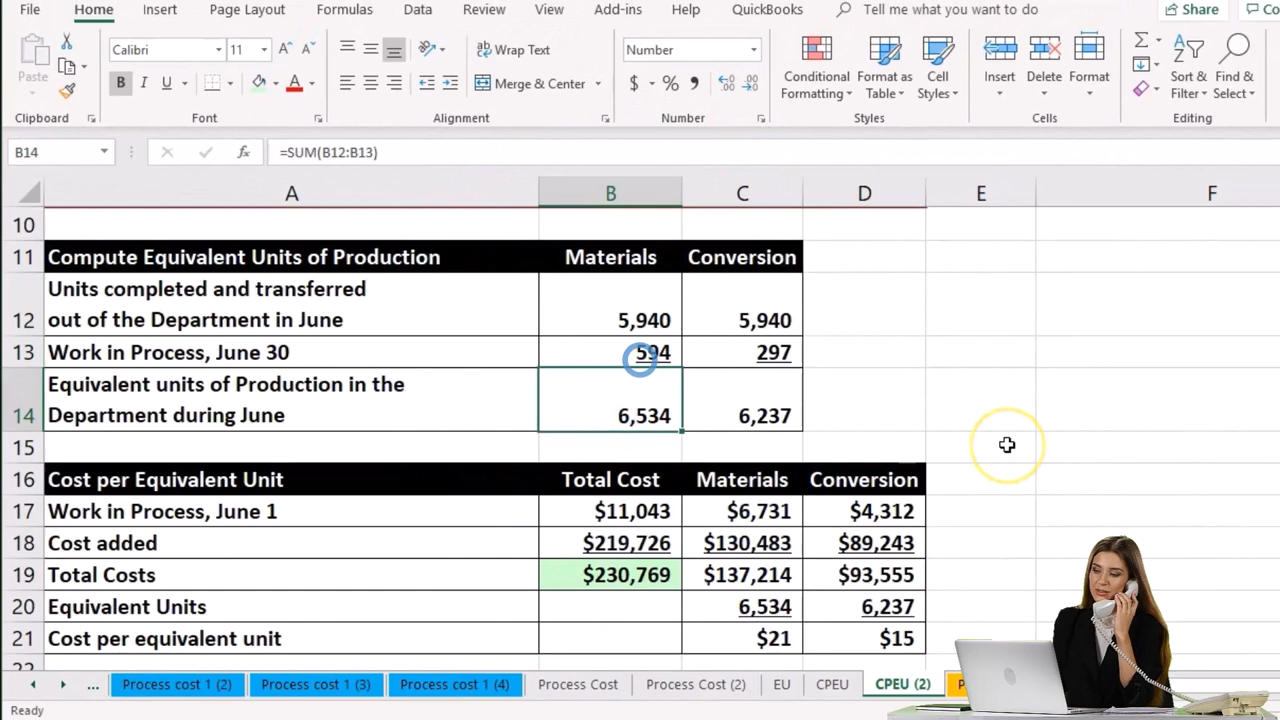 File Home Insert Page Layout Formulas Data Review View Add-ins Help QuickBooks Tell me what you want to do Share Co
Calibri 11 A A Wrap Text Number
Paste B I U A Merge & Center $ % 9
Conditional Formatting Format as Table Cell Styles Insert Delete Format Sort & Filter Find & Select
Clipboard Font Alignment Number Styles Cells Editing
B14 fx =SUM(B12:B13)
A B C D E F
10
11 Compute Equivalent Units of Production Materials Conversion
Units completed and transferred
12 out of the Department in June 5,940 5,940
13 Work in Process, June 30 594 297
Equivalent units of Production in the
14 Department during June 6,534 6,237
15
16 Cost per Equivalent Unit Total Cost Materials Conversion
17 Work in Process, June 1 $11,043 $6,731 $4,312
18 Cost added $219,726 $130,483 $89,243
19 Total Costs $230,769 $137,214 $93,555
20 Equivalent Units 6,534 6,237
21 Cost per equivalent unit $21 $15
... Process cost 1 (2) Process cost 1 (3) Process cost 1 (4) Process Cost Process Cost (2) EU CPEU CPEU (2)
Ready